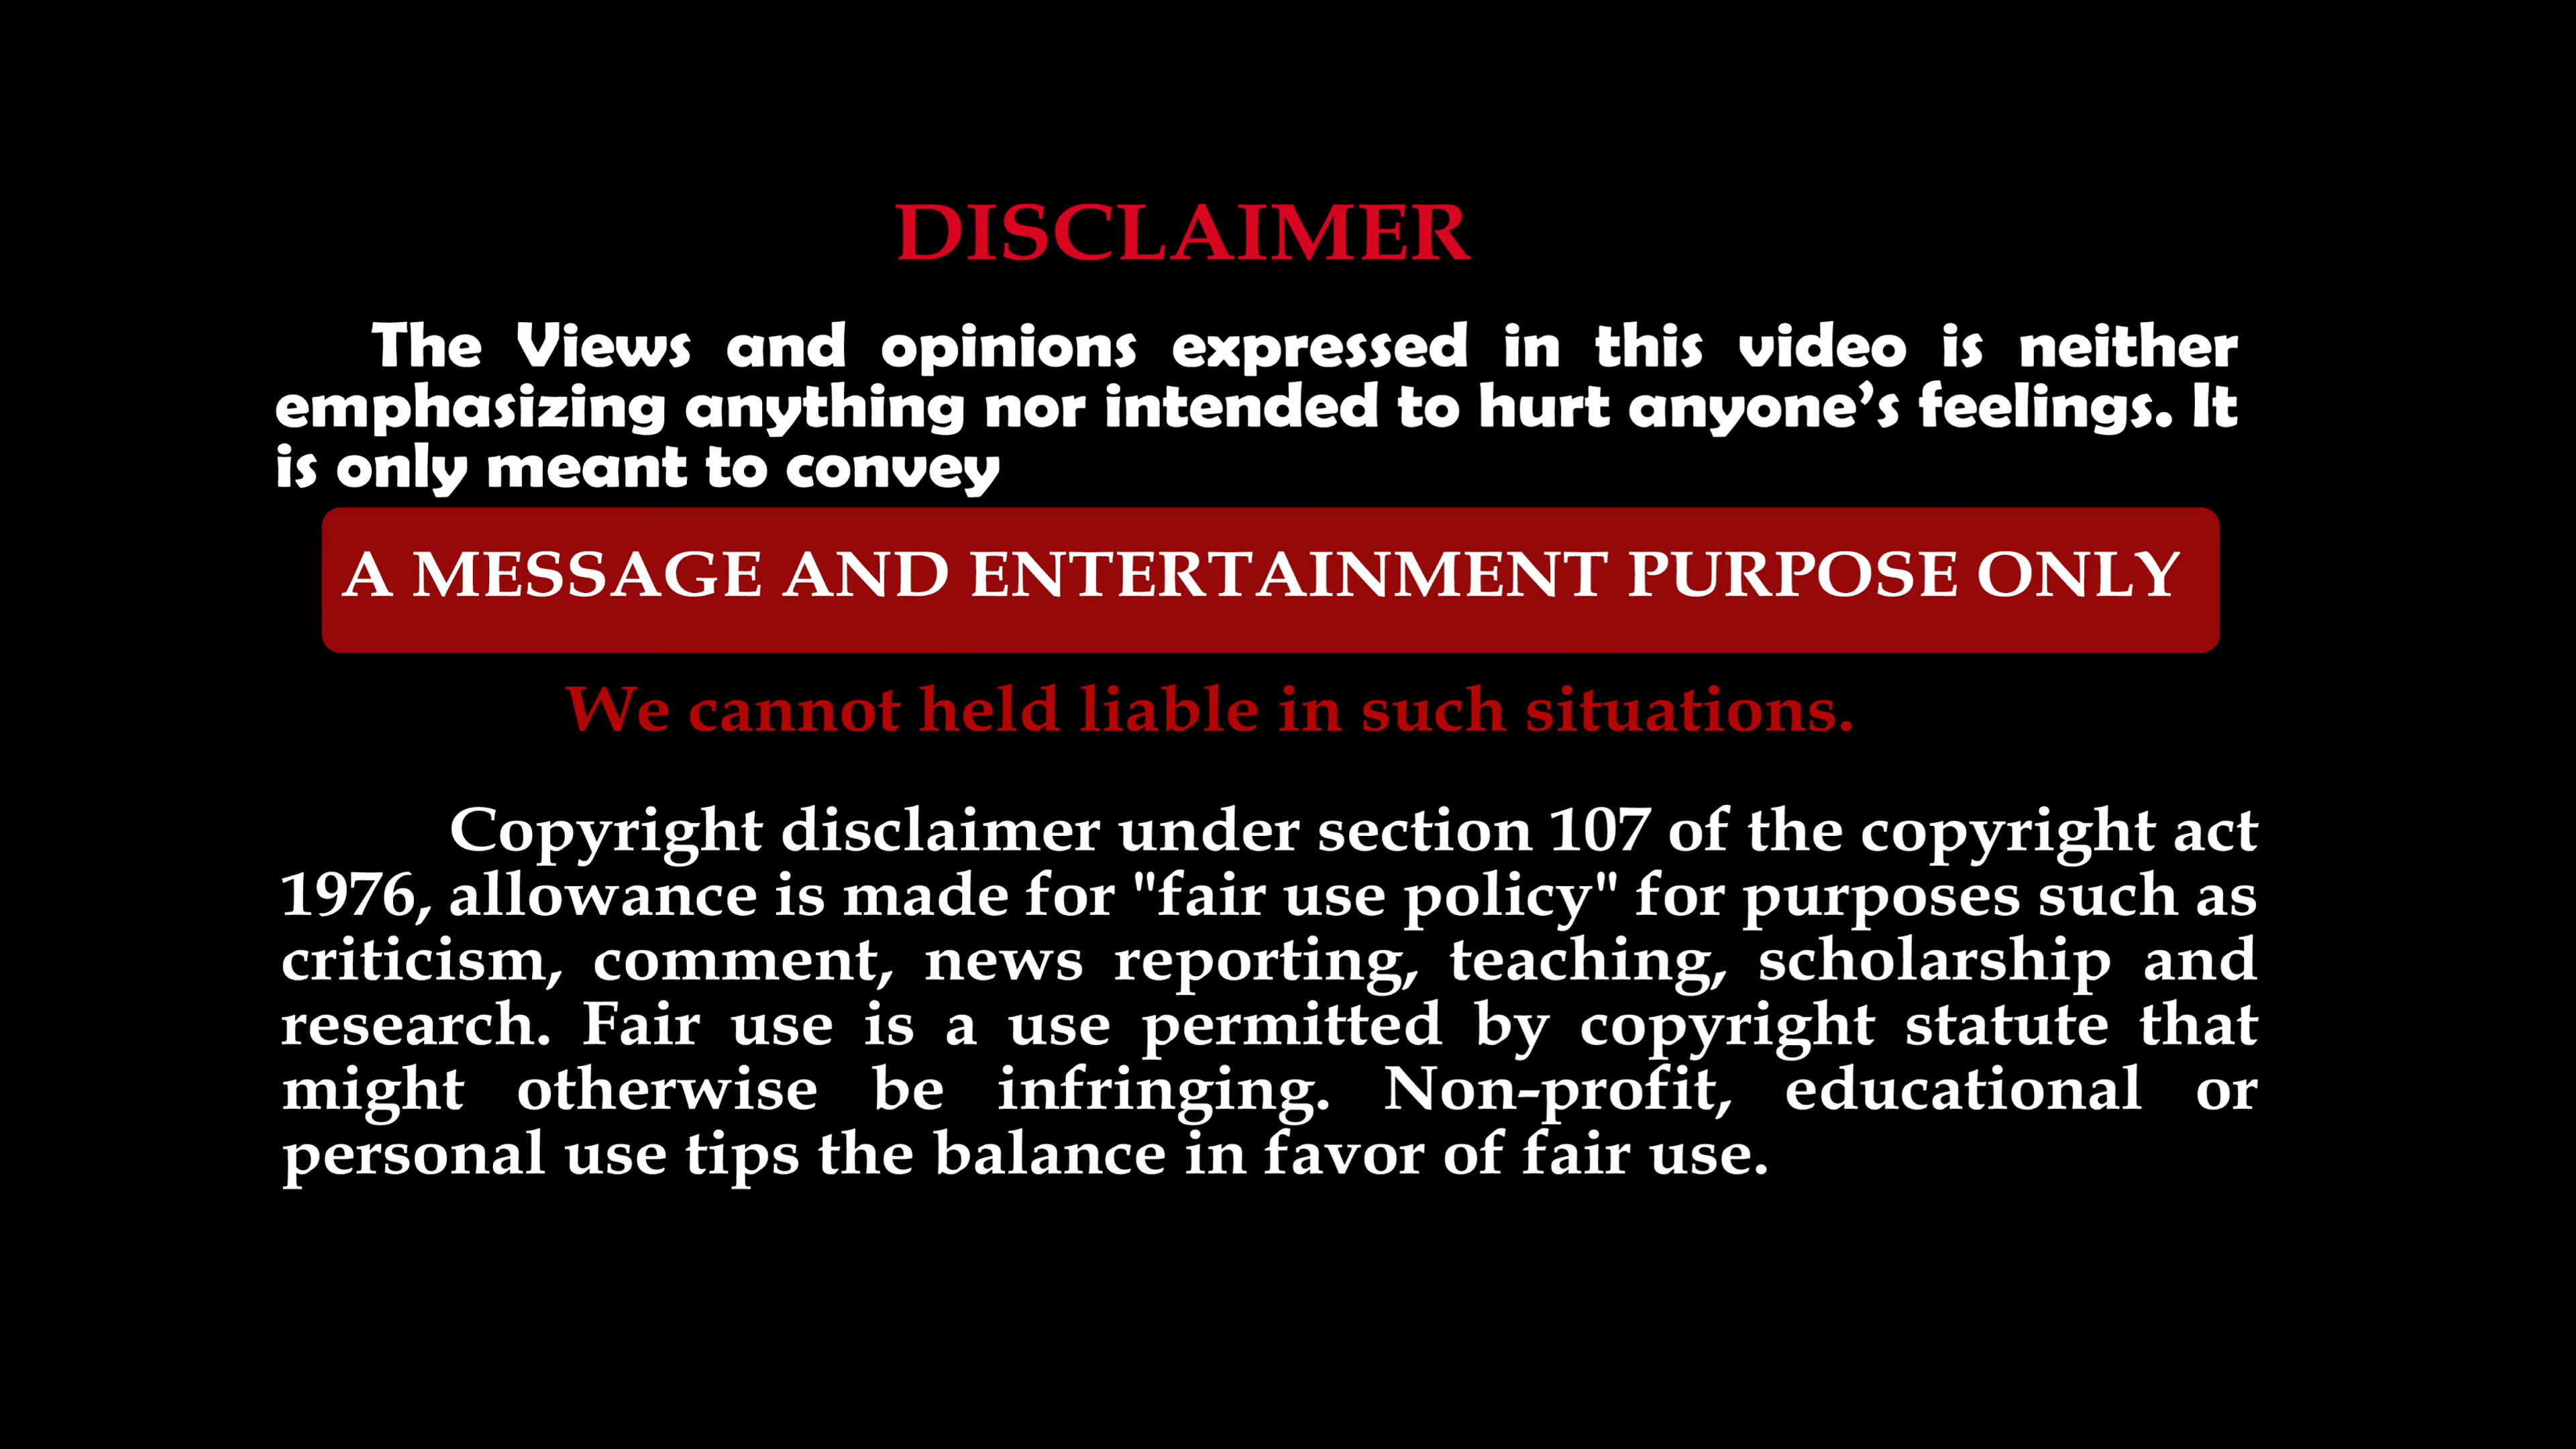 DISCLAIMER
The Views and opinions expressed in this video is neither
emphasizing anything nor intended to hurt anyone’s feelings. It
is only meant to convey
A MESSAGE AND ENTERTAINMENT PURPOSE ONLY
We cannot held liable in such situations.
Copyright disclaimer under section 107 of the copyright act
1976, allowance is made for "fair use policy" for purposes such as
criticism, comment, news reporting, teaching, scholarship and
research. Fair use is a use permitted by copyright statute that
might otherwise be infringing. Non-profit, educational or
personal use tips the balance in favor of fair use.